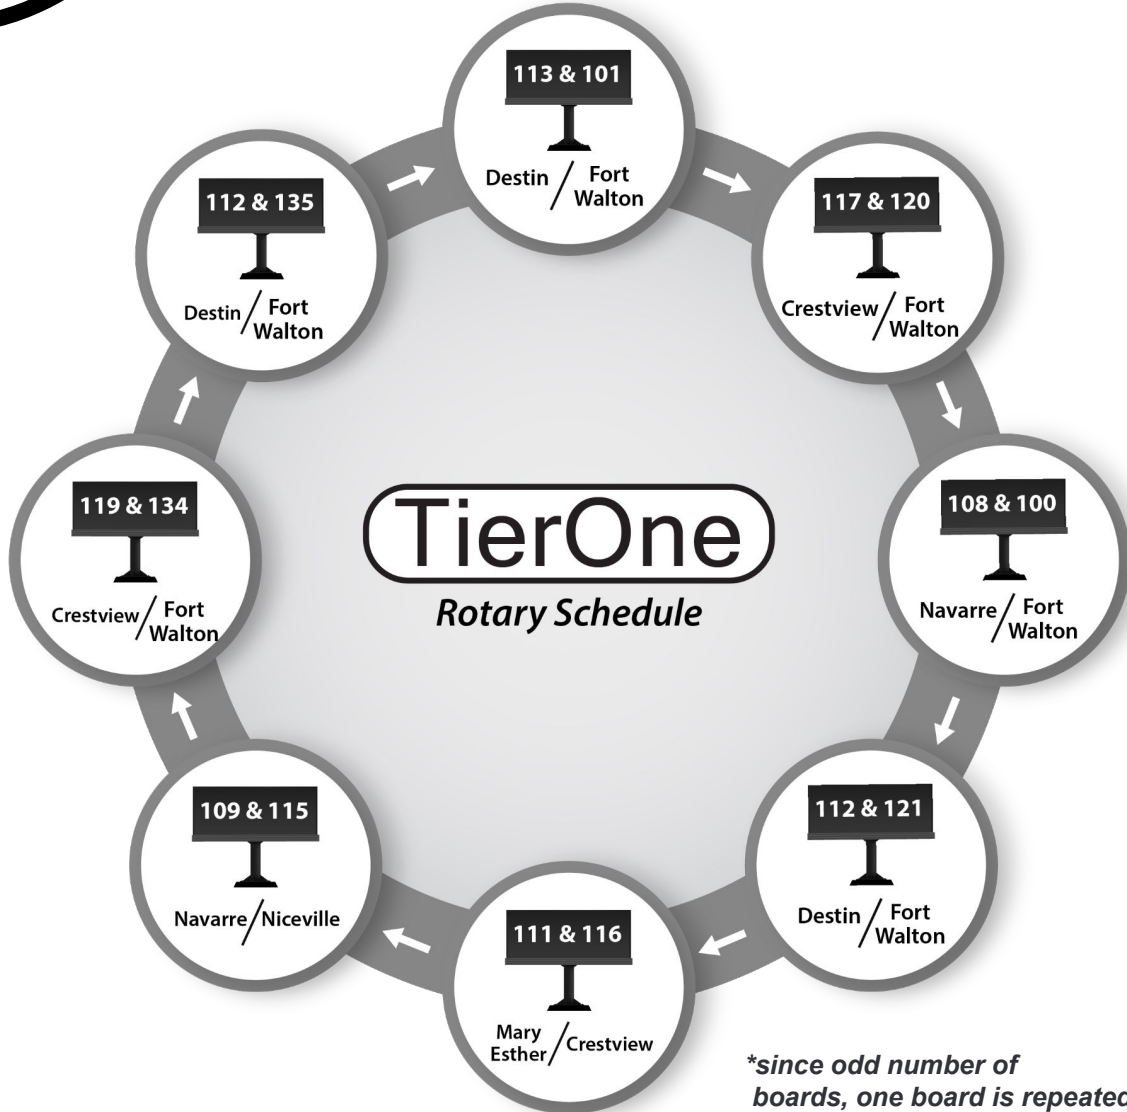 113 & 101
Destin / Fort
Walton
117 & 120
Crestview / Fort
Walton
108 & 100
Navarre / Fort
Walton
112 & 121
Destin / Fort
Walton
111 & 116
Mary
Esther / Crestview
109 & 115
Navarre / Niceville
119 & 134
Crestview / Fort
Walton
112 & 135
Destin / Fort
Walton
TierOne
Rotary Schedule
*since odd number of
boards, one board is repeated